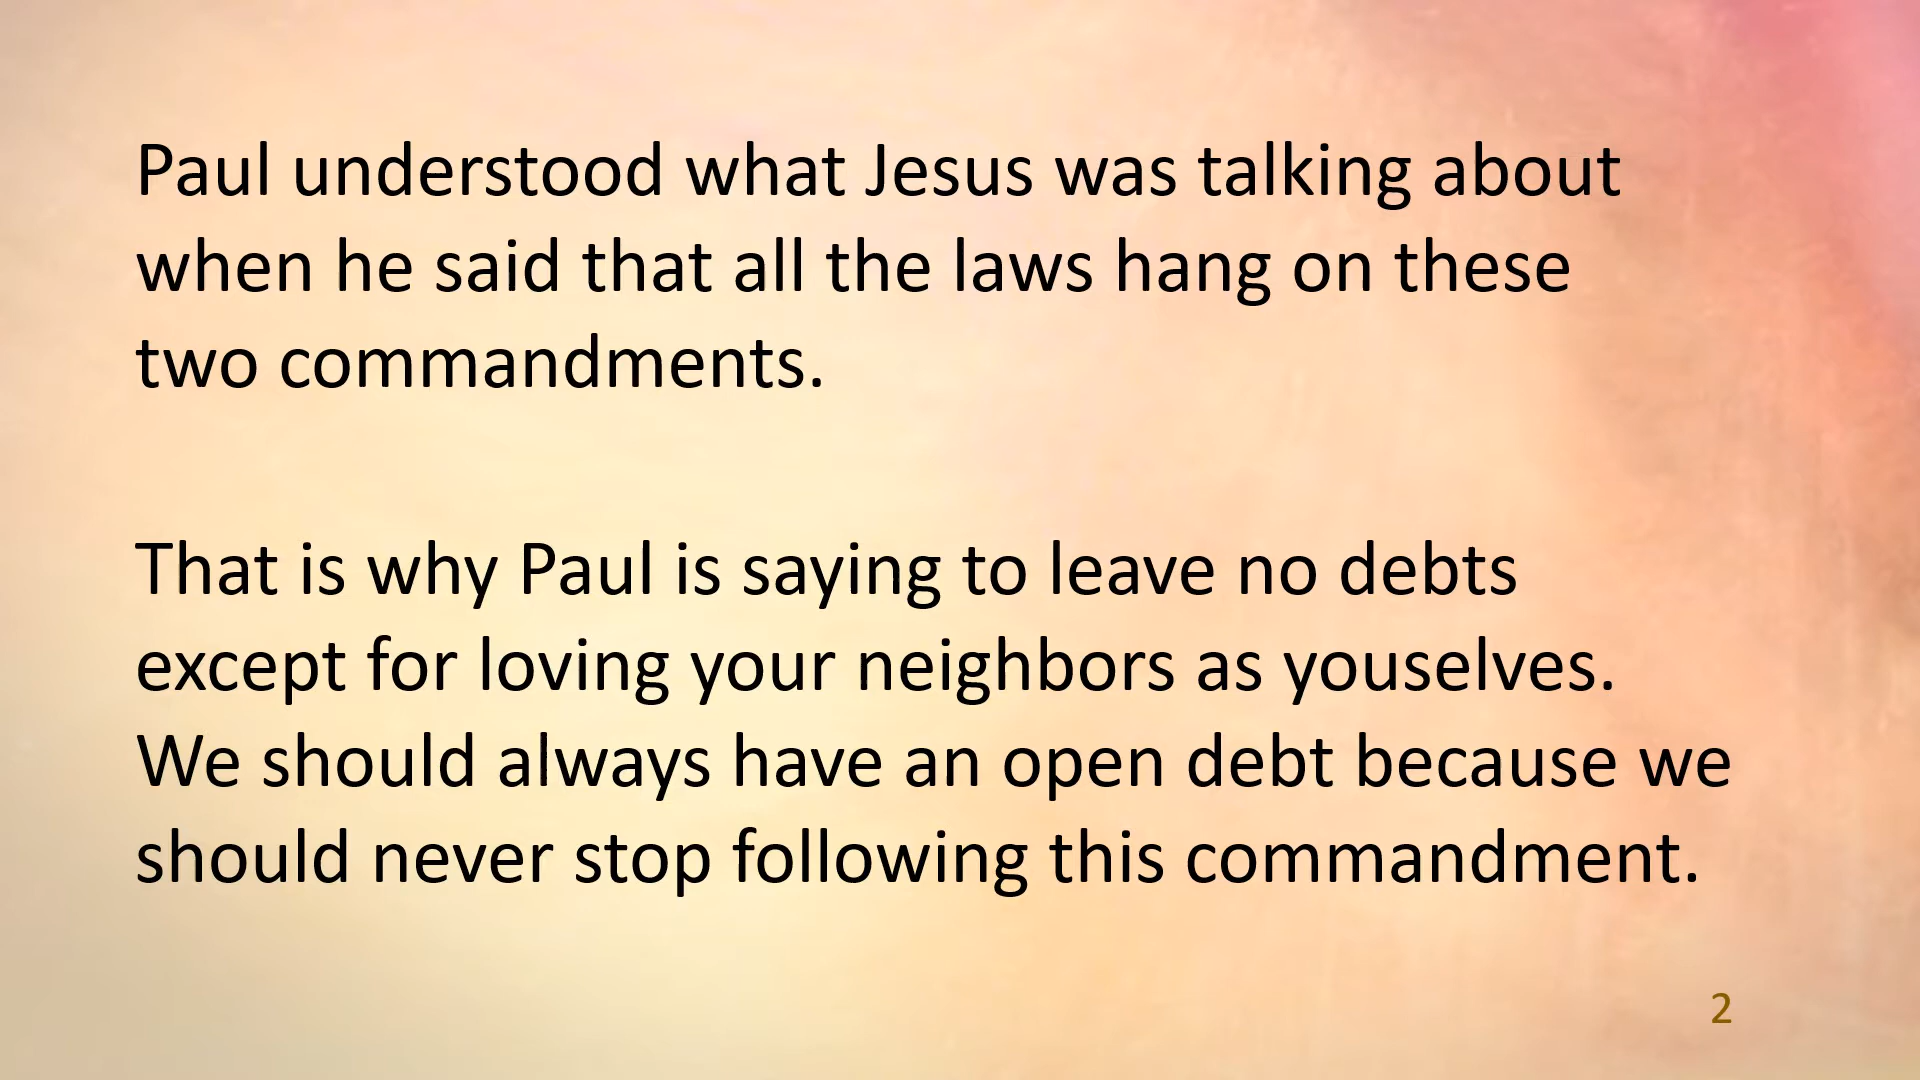 Paul understood what Jesus was talking about
when he said that all the laws hang on these
two commandments.
That is why Paul is saying to leave no debts
except for loving your neighbors as youselves.
We should always have an open debt because we
should never stop following this commandment.
2